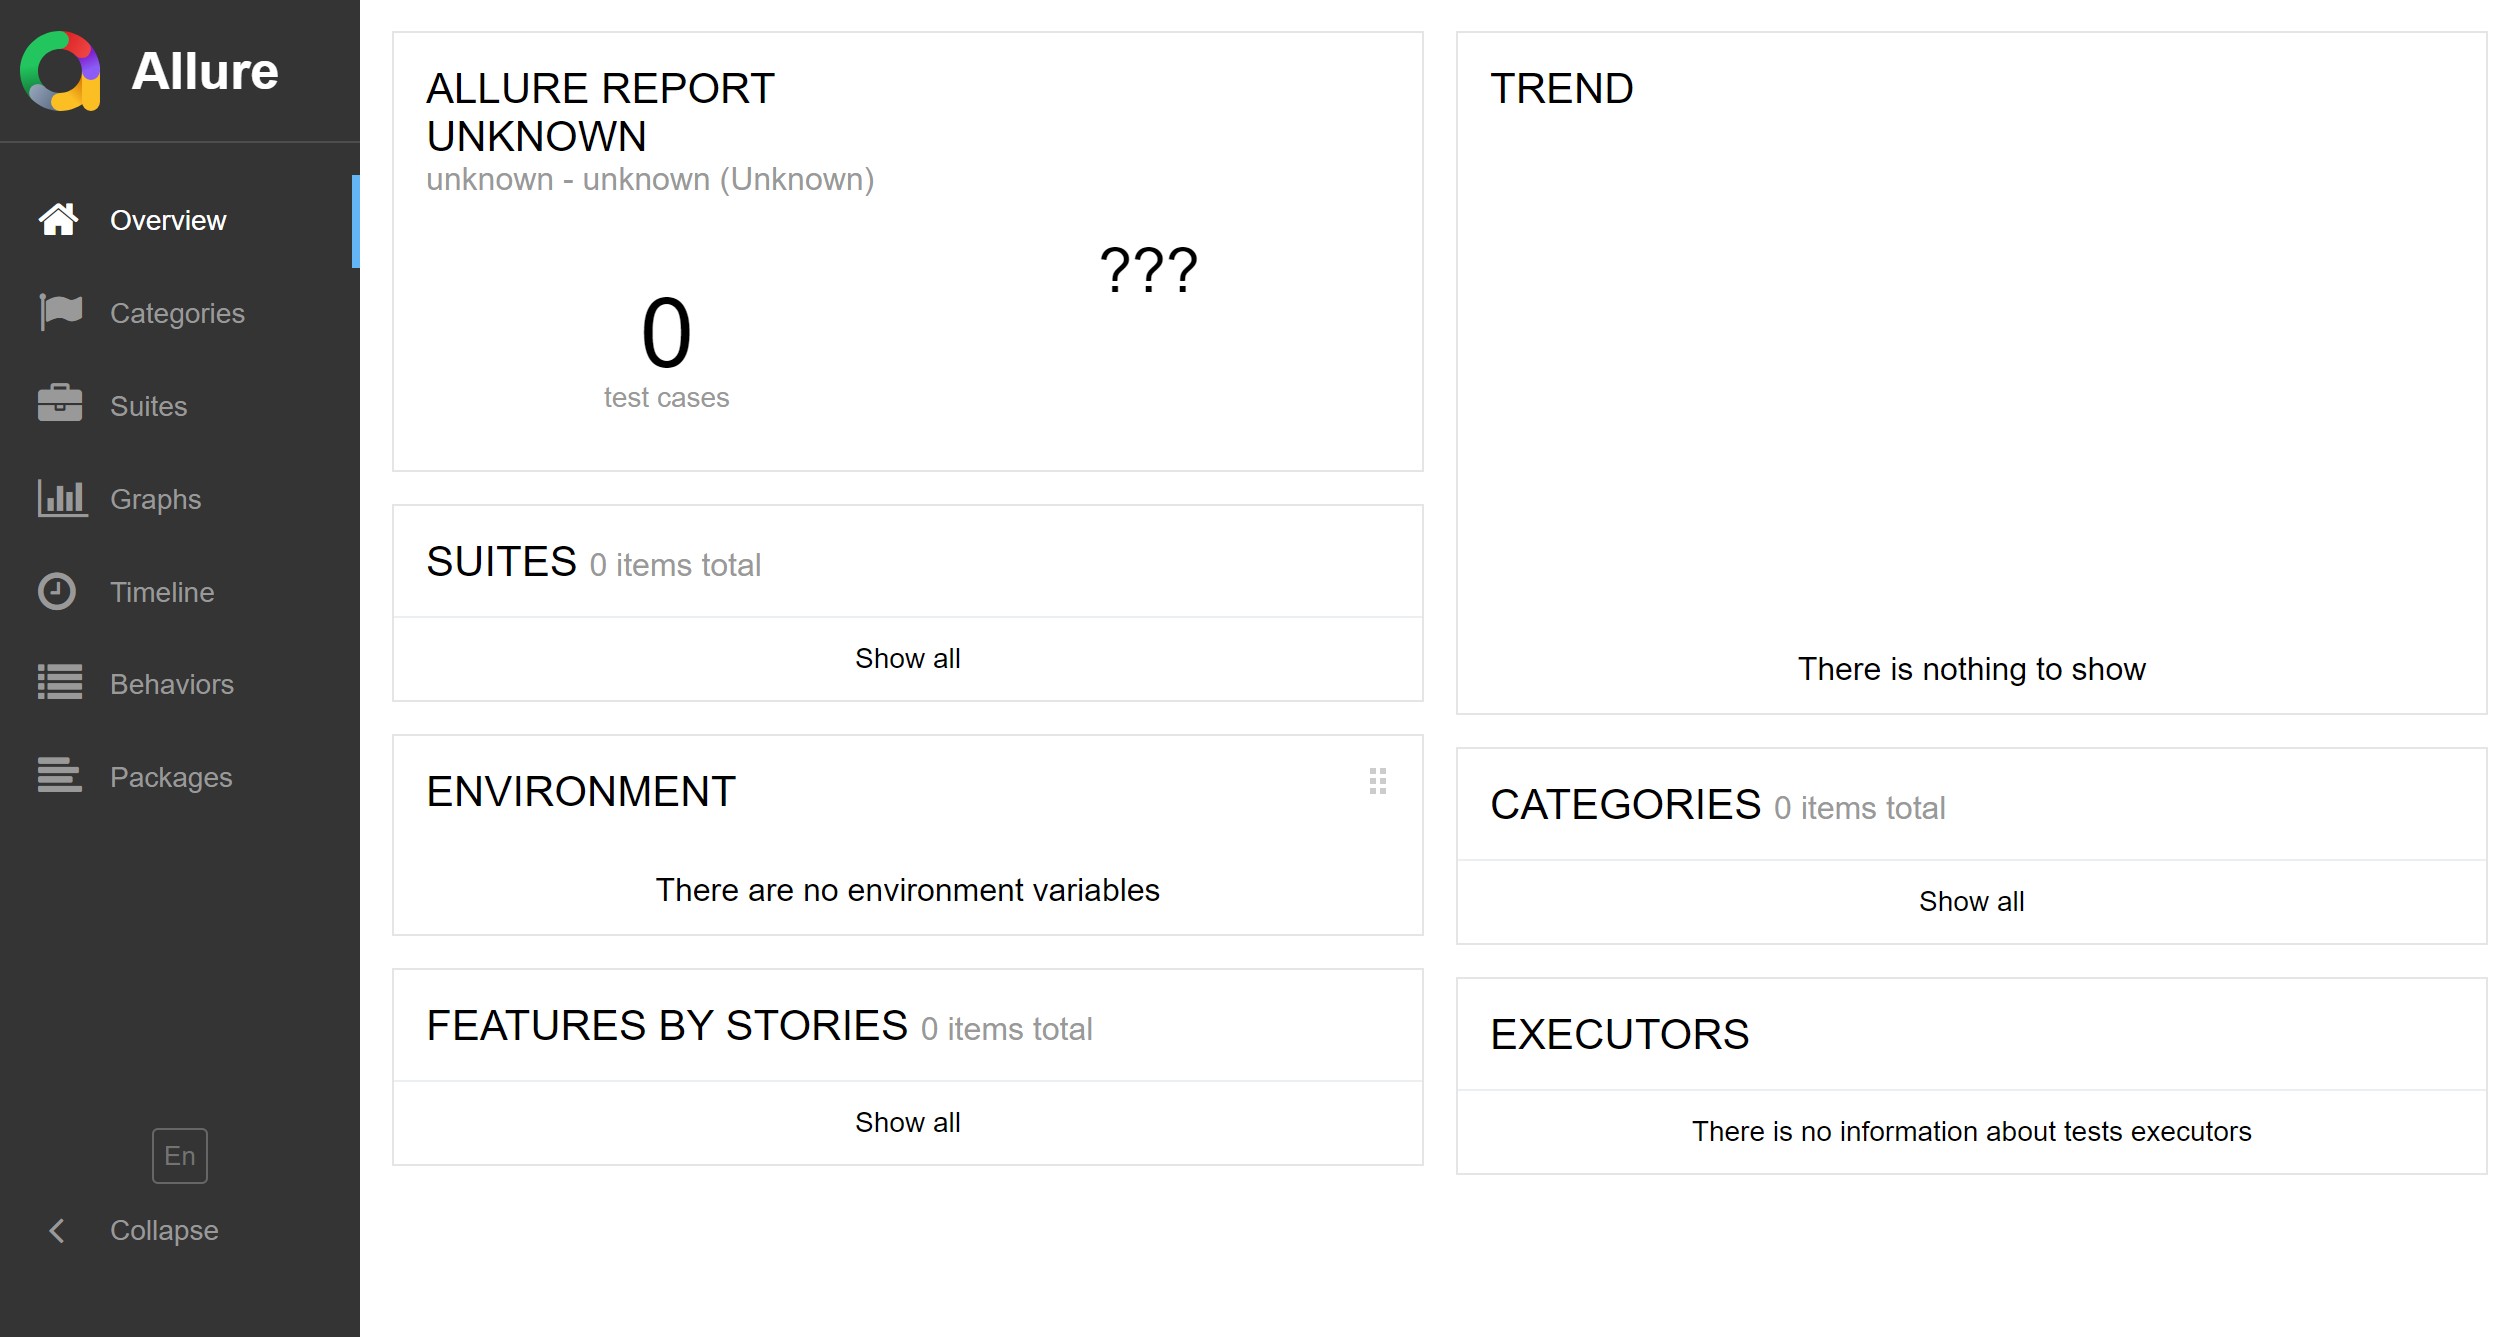 Allure
Overview
Categories
Suites
Graphs
Timeline
Behaviors
Packages
En
Collapse
ALLURE REPORT
UNKNOWN
unknown - unknown (Unknown)
0
test cases
???
SUITES 0 items total
Show all
ENVIRONMENT
There are no environment variables
FEATURES BY STORIES 0 items total
Show all
TREND
There is nothing to show
CATEGORIES 0 items total
Show all
EXECUTORS
There is no information about tests executors